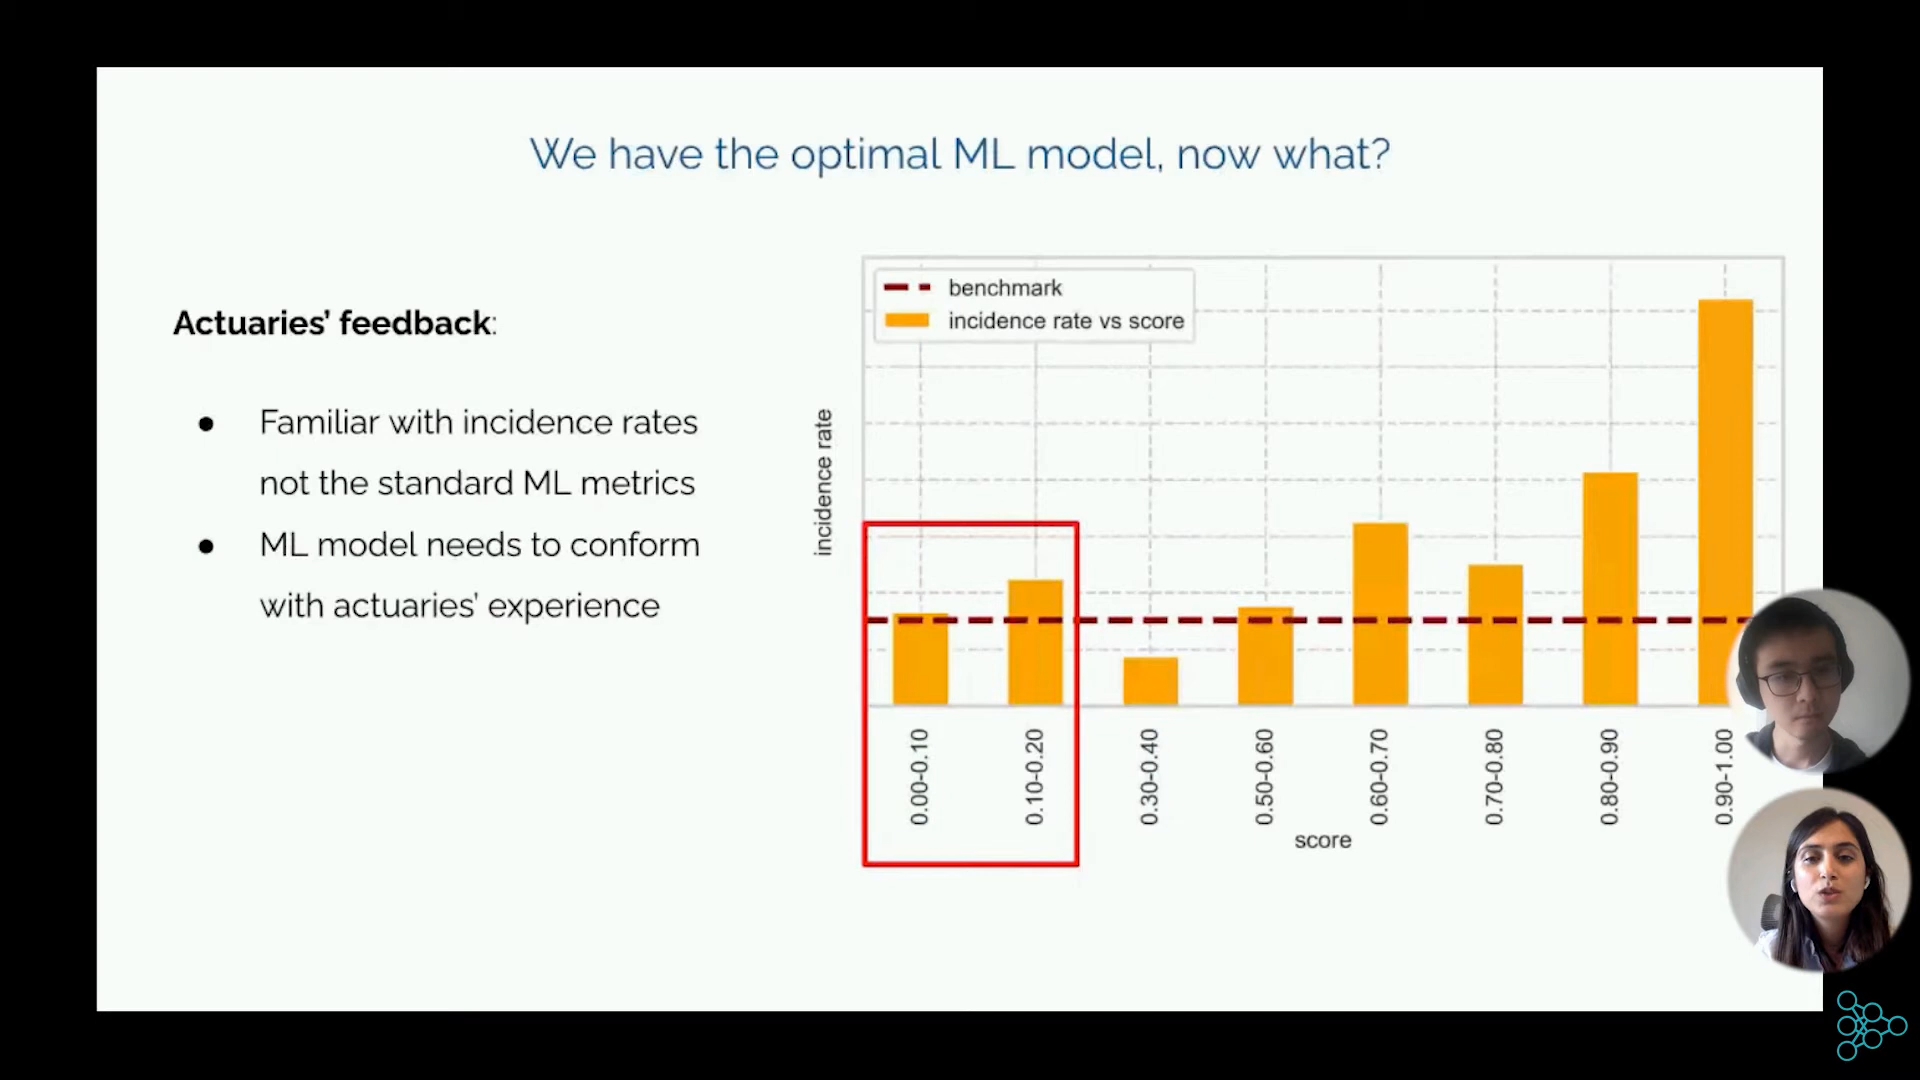 We have the optimal ML model, now what?
Actuaries' feedback:
● Familiar with incidence rates
not the standard ML metrics
● ML model needs to conform
with actuaries' experience
benchmark
incidence rate vs score
incidence rate
0.00-0.10
0.10-0.20
0.30-0.40
0.50-0.60
0.60-0.70
0.70-0.80
0.80-0.90
0.90-1.00
score